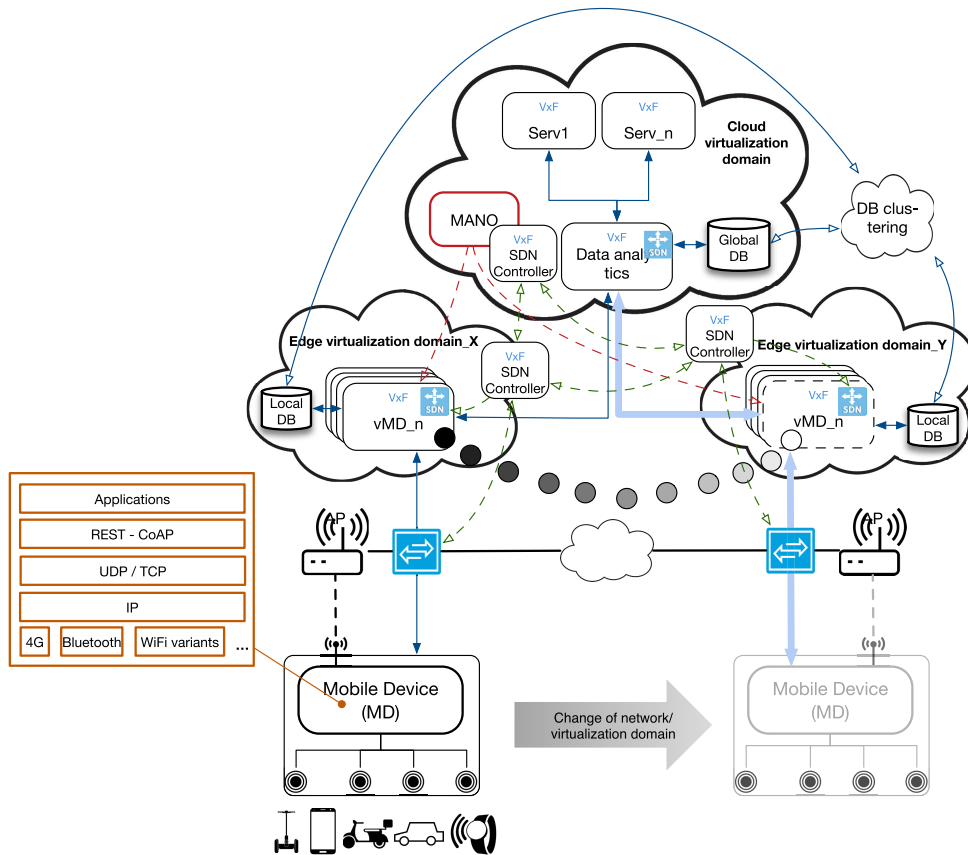 VxF
Serv1
VxF
Serv_n
Cloud
virtualization
domain
MANO
VxF
SDN
Controller
VxF
Data analy
tics
SDN
Global
DB
DB clus-
tering
Edge virtualization domain_X
VxF
SDN
Controller
VxF
SDN
Controller
Edge virtualization domain_Y
Local
DB
VxF
vMD_n
SDN
VxF
vMD_n
SDN
Local
DB
Applications
REST - CoAP
UDP / TCP
IP
4G
Bluetooth
WiFi variants
...
AP
AP
Mobile Device
(MD)
Change of network/
virtualization domain
Mobile Device
(MD)